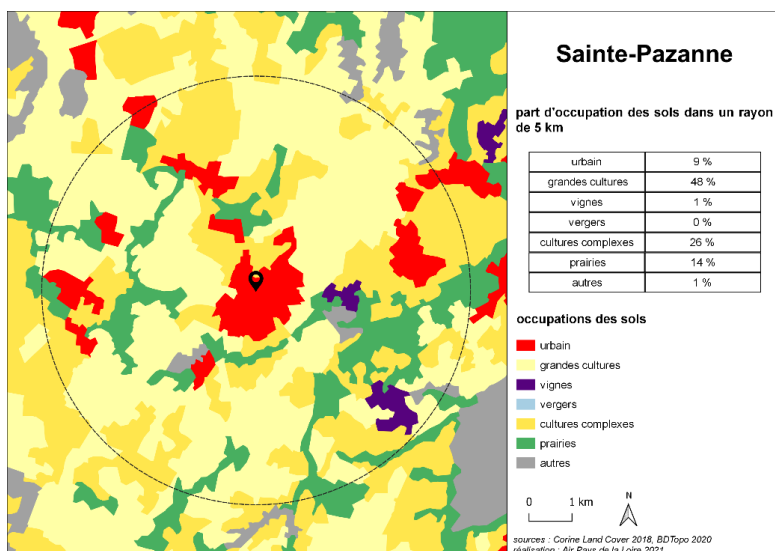 Sainte-Pazanne
part d'occupation des sols dans un rayon
de 5 km
urbain 9 %
grandes cultures 48 %
vignes 1 %
vergers 0 %
cultures complexes 26 %
prairies 14 %
autres 1 %
occupations des sols
urbain
grandes cultures
vignes
vergers
cultures complexes
prairies
autres
0 1 km
N
sources : Corine Land Cover 2018, BDTopo 2020
réalisation : Air Pays de la Loire 2021